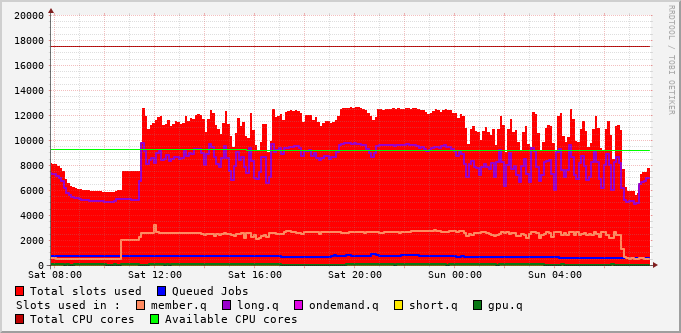 20000
18000
16000
14000
12000
10000
8000
6000
4000
2000
0
Sat 08:00 Sat 12:00 Sat 16:00 Sat 20:00 Sun 00:00 Sun 04:00
Total slots used Queued Jobs
Slots used in : member.q long.q ondemand.q short.q gpu.q
Total CPU cores Available CPU cores
RRDTOOL / TOBI OETIKER